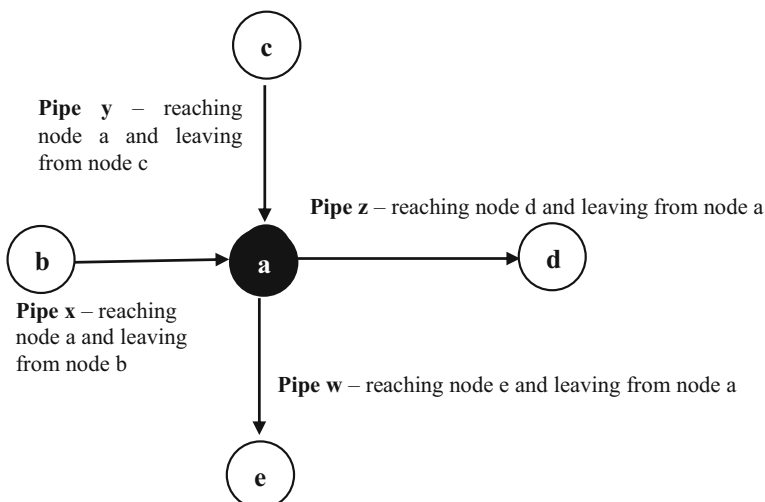 c
Pipe y – reaching
node a and leaving
from node c
Pipe z – reaching node d and leaving from node a
b
a
d
Pipe x – reaching
node a and leaving
from node b
Pipe w – reaching node e and leaving from node a
e